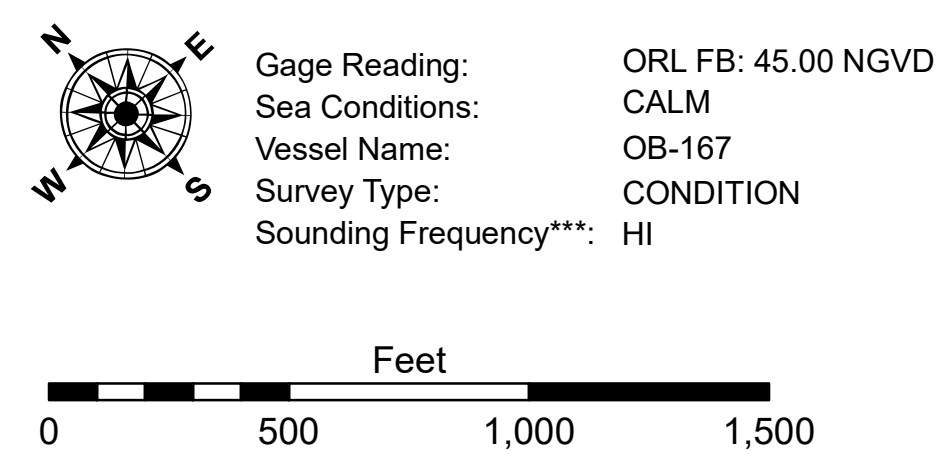 N E
W S
Gage Reading: ORL FB: 45.00 NGVD
Sea Conditions: CALM
Vessel Name: OB-167
Survey Type: CONDITION
Sounding Frequency***: HI
Feet
0 500 1,000 1,500